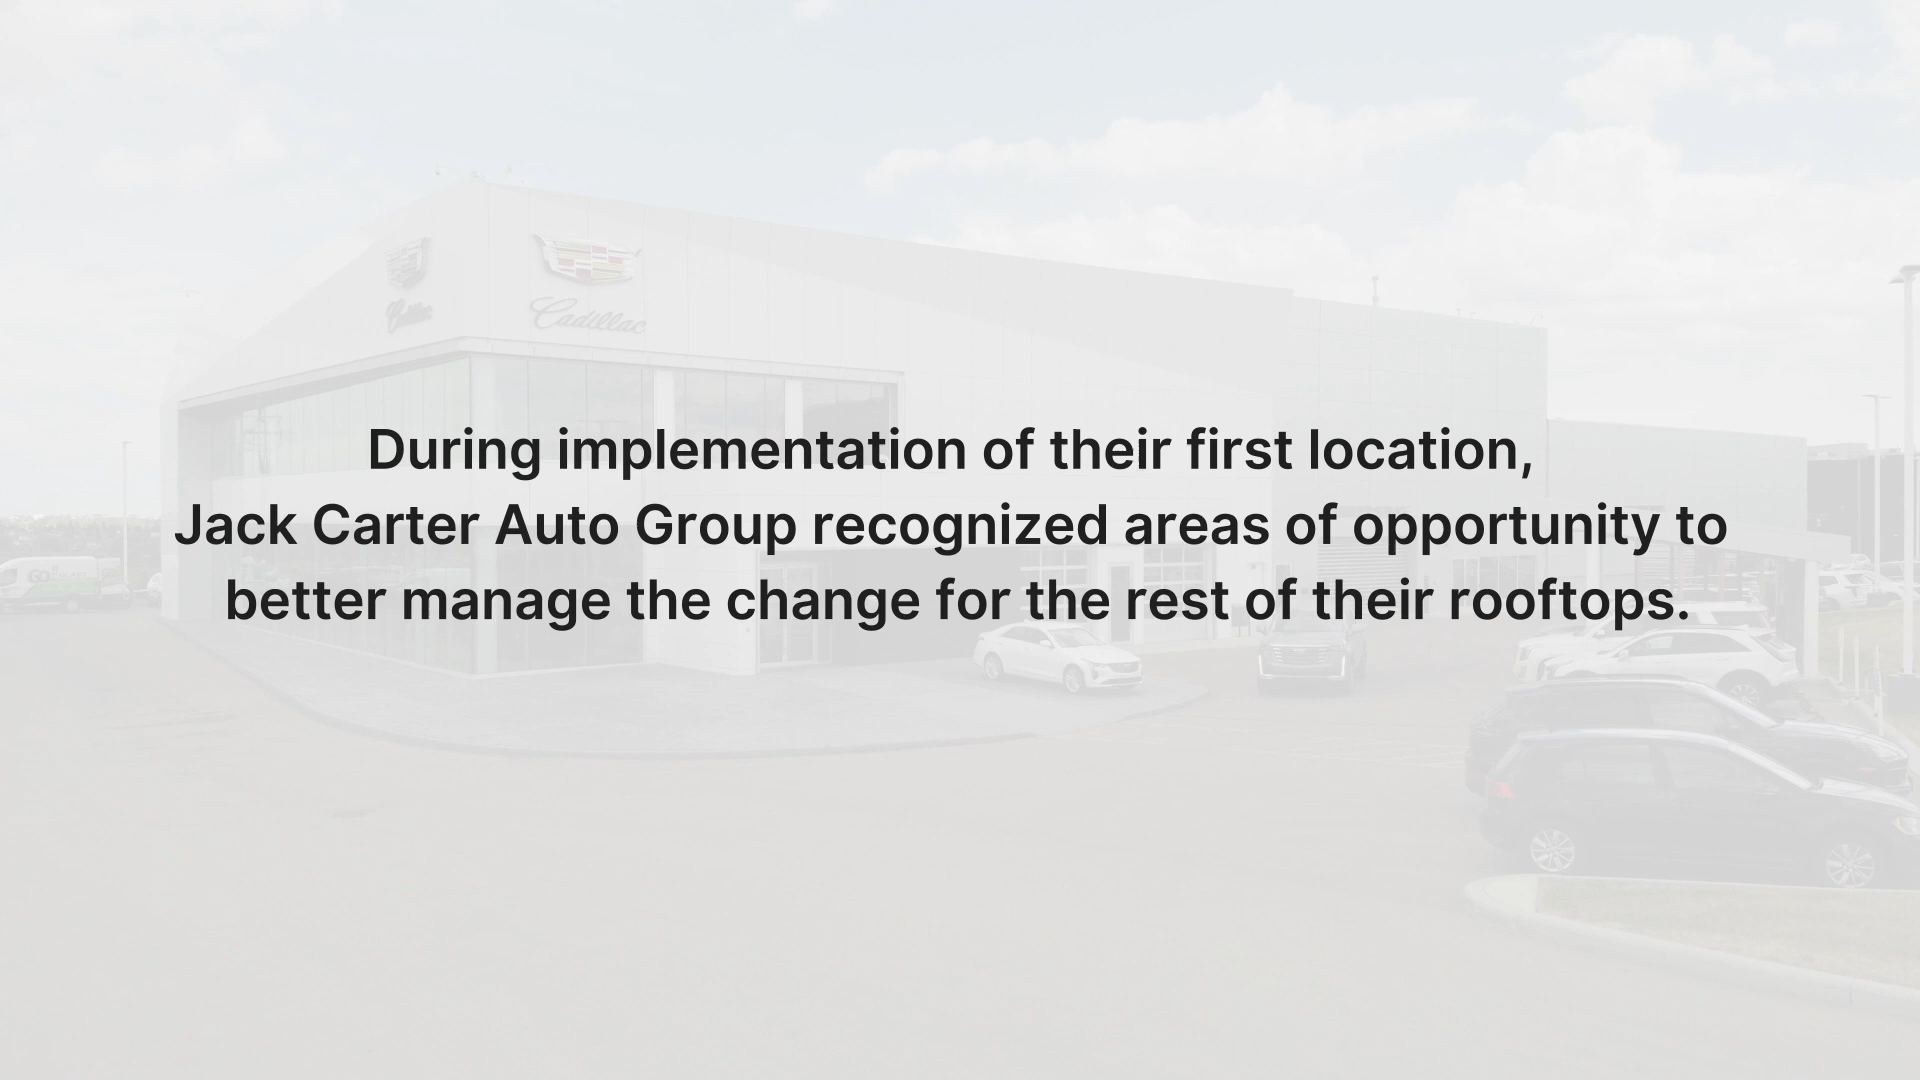 Cadillac
Cadillac
During implementation of their first location,
Jack Carter Auto Group recognized areas of opportunity to
better manage the change for the rest of their rooftops.